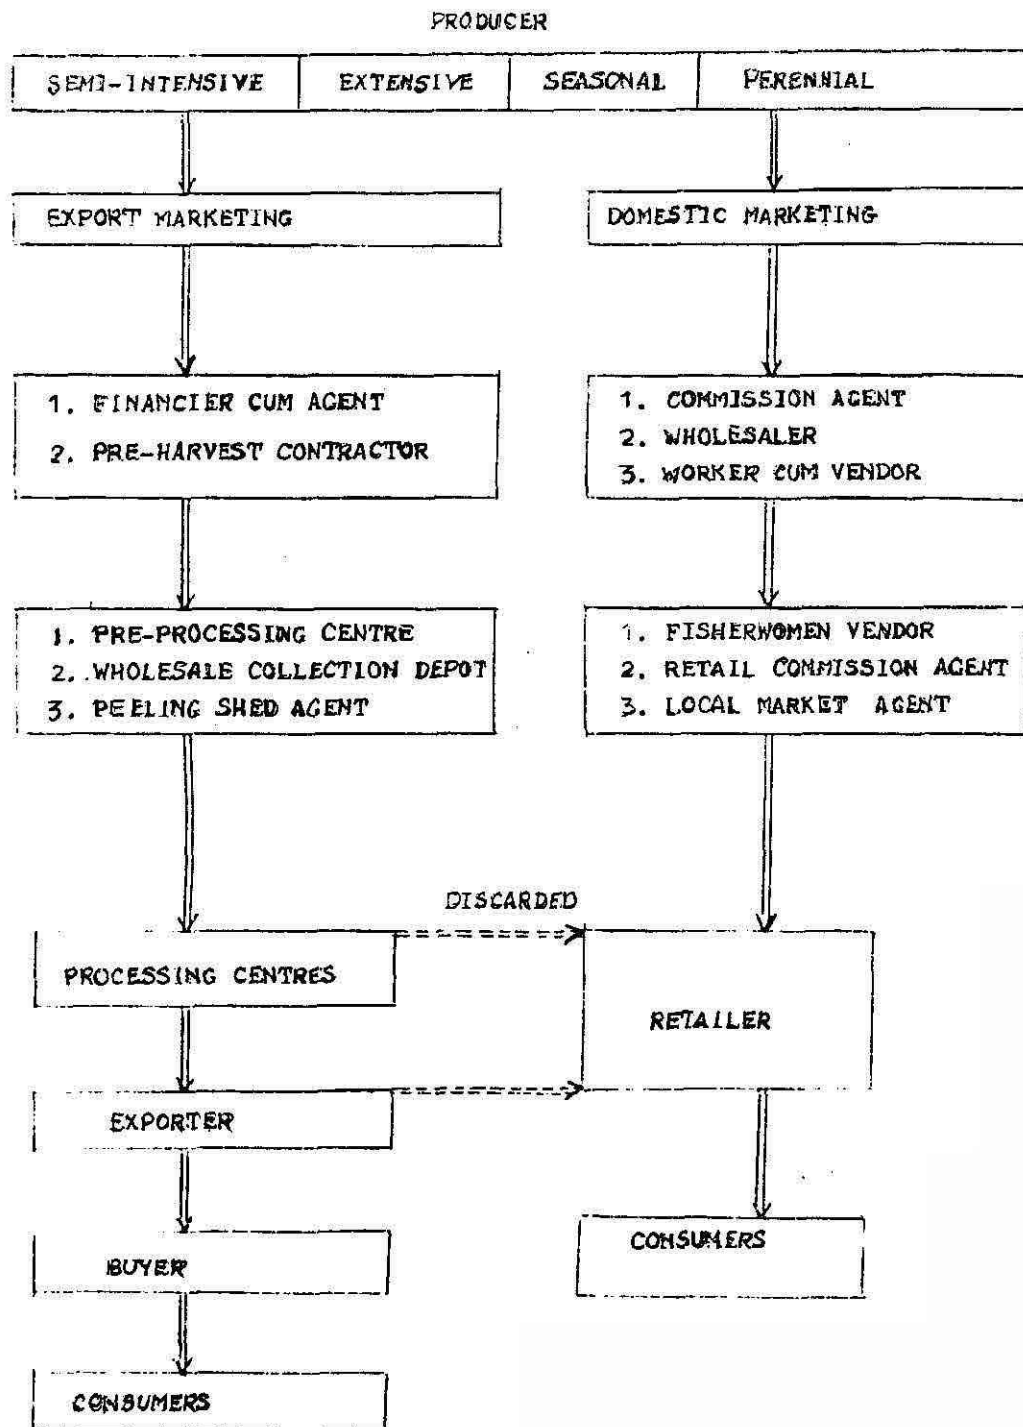 PRODUCER
SEMI-INTENSIVE EXTENSIVE SEASONAL PERENNIAL
EXPORT MARKETING
DOMESTIC MARKETING
1. FINANCIER CUM AGENT
2. PRE-HARVEST CONTRACTOR
1. COMMISSION AGENT
2. WHOLESALER
3. WORKER CUM VENDOR
1. PRE-PROCESSING CENTRE
2. WHOLESALE COLLECTION DEPOT
3. PEELING SHED AGENT
1. FISHERWOMEN VENDOR
2. RETAIL COMMISSION AGENT
3. LOCAL MARKET AGENT
DISCARDED
PROCESSING CENTRES
RETAILER
EXPORTER
BUYER
CONSUMERS
CONSUMERS